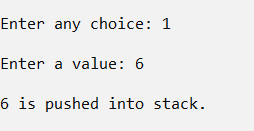 Enter any choice: 1
Enter a value: 6
6 is pushed into stack.